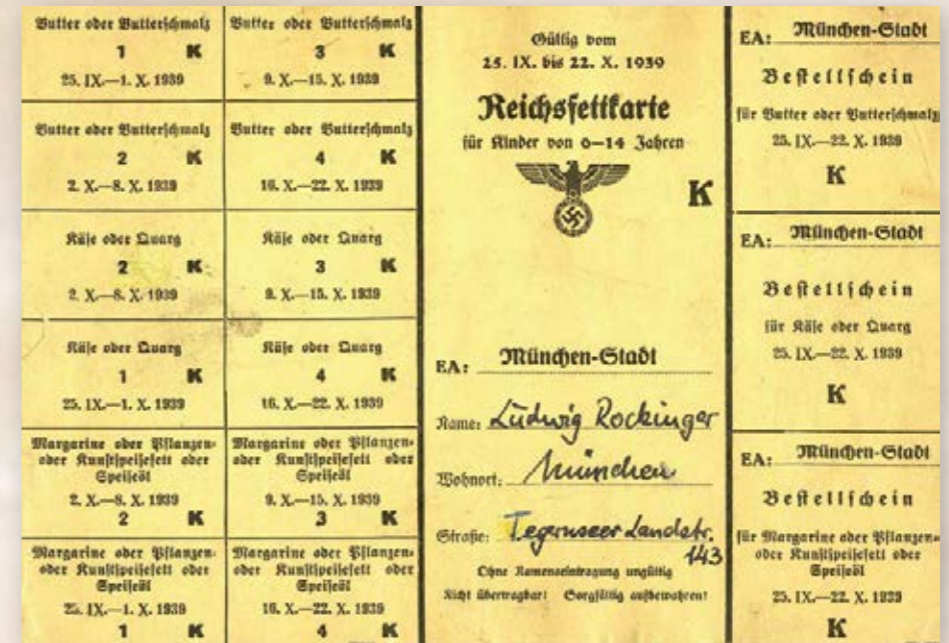 Butter oder Butterschmalz
1 K
25. IX.—1. X. 1939
Butter oder Butterschmalz
3 K
9. X.—15. X. 1939
Butter oder Butterschmalz
2 K
2. X.—8. X. 1939
Butter oder Butterschmalz
4 K
16. X.—22. X. 1939
Käse oder Quarg
2 K
2. X.—8. X. 1939
Käse oder Quarg
3 K
9. X.—15. X. 1939
Käse oder Quarg
1 K
25. IX.—1. X. 1939
Käse oder Quarg
4 K
16. X.—22. X. 1939
Margarine oder Pflanzen-
oder Kunstspeisefett oder
Speiseöl
2. X.—8. X. 1939
2 K
Margarine oder Pflanzen-
oder Kunstspeisefett oder
Speiseöl
9. X.—15. X. 1939
3 K
Margarine oder Pflanzen-
oder Kunstspeisefett oder
Speiseöl
25. IX.—1. X. 1939
1 K
Margarine oder Pflanzen-
oder Kunstspeisefett oder
Speiseöl
16. X.—22. X. 1939
4 K
Gültig vom
25. IX. bis 22. X. 1939
Reichsfettkarte
für Kinder von 6—14 Jahren
K
EA: München-Stadt
Name: Ludwig Rockinger
Wohnort: München
Straße: Tegernseer Landstr.
143
Ohne Namenseintragung ungültig
Nicht übertragbar! Sorgfältig aufbewahren!
EA: München-Stadt
Bestellschein
für Butter oder Butterschmalz
25. IX.—22. X. 1939
K
EA: München-Stadt
Bestellschein
für Käse oder Quarg
25. IX.—22. X. 1939
K
EA: München-Stadt
Bestellschein
für Margarine oder Pflanzen-
oder Kunstspeisefett oder
Speiseöl
25. IX.—22. X. 1939
K